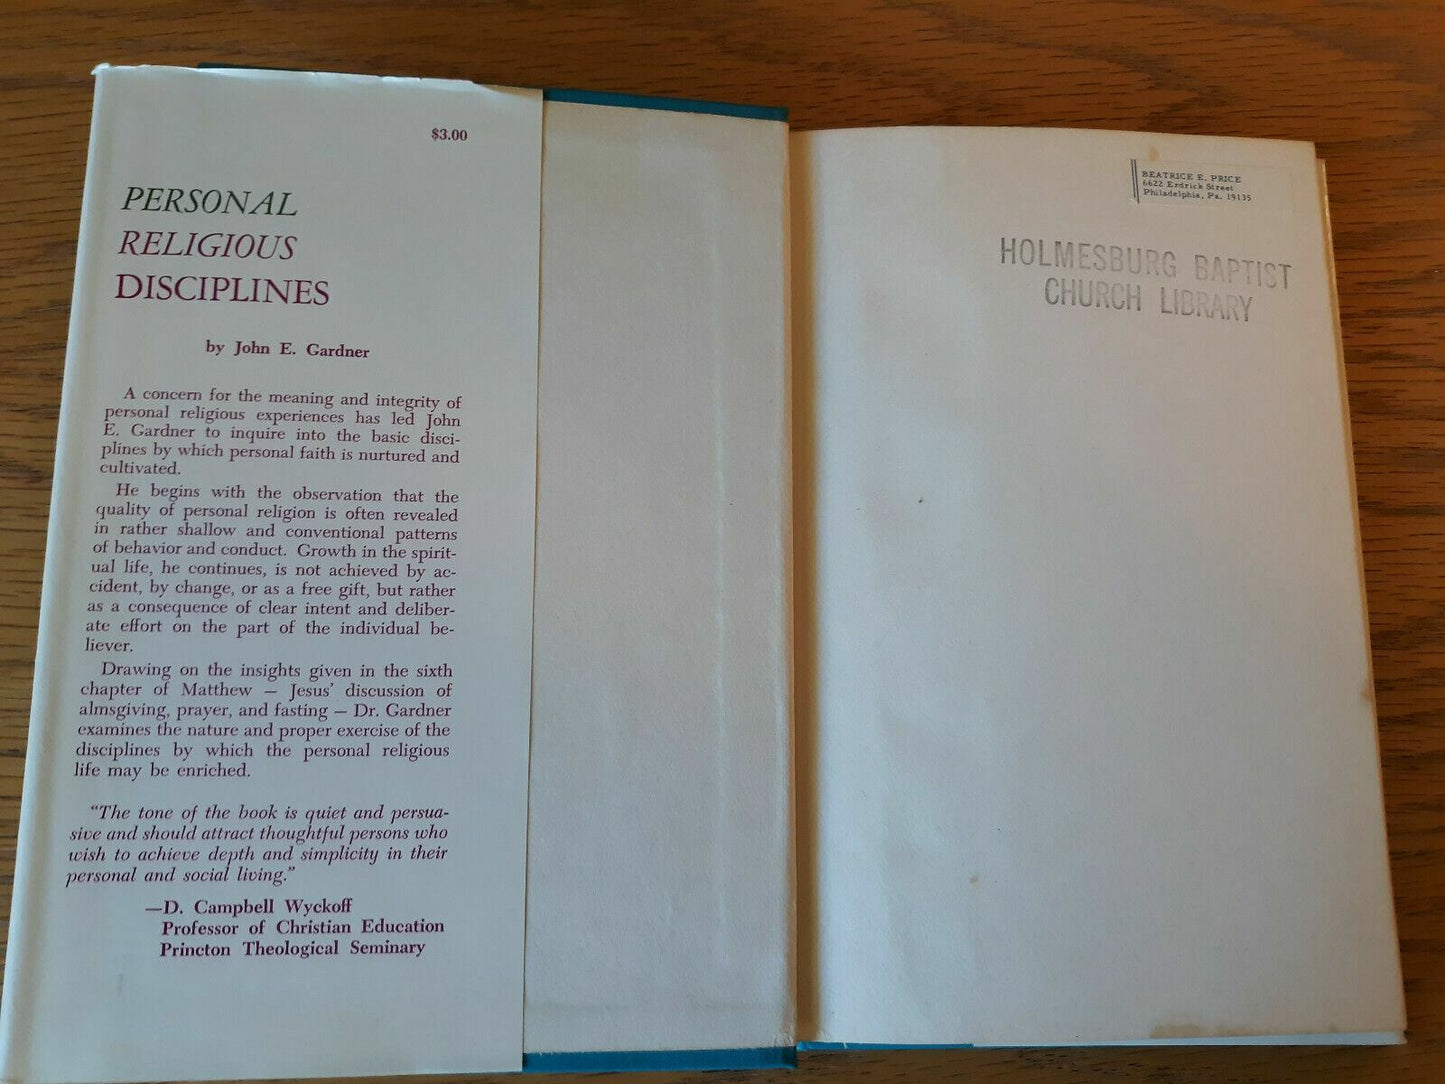 $3.00
PERSONAL
RELIGIOUS
DISCIPLINES
by John E. Gardner
A concern for the meaning and integrity of
personal religious experiences has led John
E. Gardner to inquire into the basic disci-
plines by which personal faith is nurtured and
cultivated.
He begins with the observation that the
quality of personal religion is often revealed
in rather shallow and conventional patterns
of behavior and conduct. Growth in the spirit-
ual life, he continues, is not achieved by ac-
cident, by change, or as a free gift, but rather
as a consequence of clear intent and deliber-
ate effort on the part of the individual be-
liever.
Drawing on the insights given in the sixth
chapter of Matthew — Jesus' discussion of
almsgiving, prayer, and fasting — Dr. Gardner
examines the nature and proper exercise of the
disciplines by which the personal religious
life may be enriched.
"The tone of the book is quiet and persua-
sive and should attract thoughtful persons who
wish to achieve depth and simplicity in their
personal and social living."
—D. Campbell Wyckoff
Professor of Christian Education
Princton Theological Seminary
BEATRICE E. PRICE
6622 Erdrick Street
Philadelphia, Pa. 19135
HOLMESBURG BAPTIST
CHURCH LIBRARY